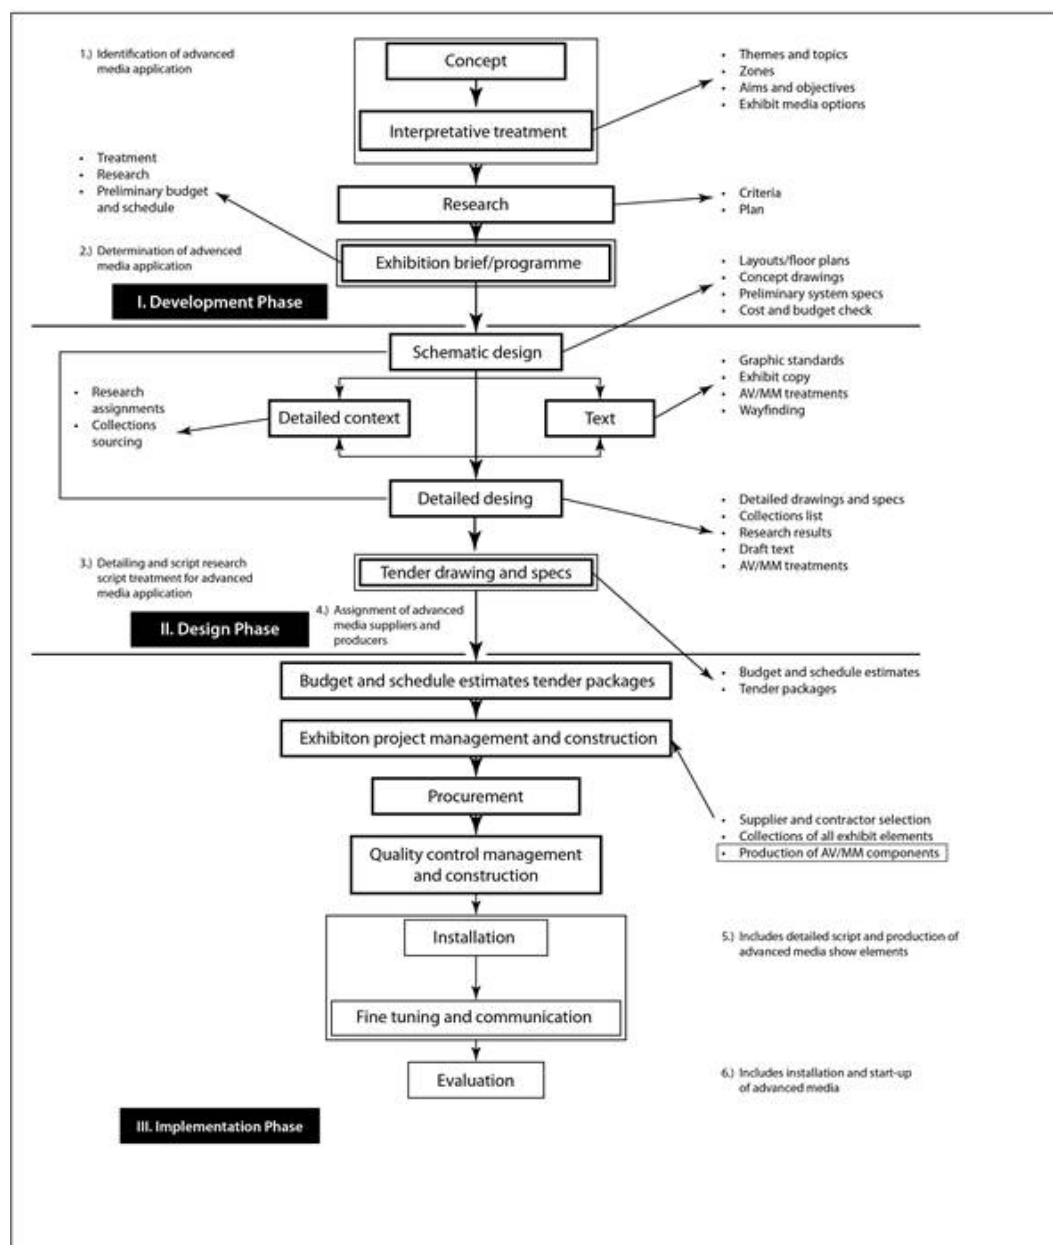 1.) Identification of advanced
media application
Concept
Interpretative treatment
• Themes and topics
• Zones
• Aims and objectives
• Exhibit media options
• Treatment
• Research
• Preliminary budget
and schedule
Research
• Criteria
• Plan
2.) Determination of advenced
media application
Exhibition brief/programme
I. Development Phase
• Layouts/floor plans
• Concept drawings
• Preliminary system specs
• Cost and budget check
Schematic design
• Research
assignments
• Collections
sourcing
Detailed context
Text
• Graphic standards
• Exhibit copy
• AV/MM treatments
• Wayfinding
Detailed desing
• Detailed drawings and specs
• Collections list
• Research results
• Draft text
• AV/MM treatments
3.) Detailing and script research
script treatment for advanced
media application
Tender drawing and specs
II. Design Phase
4.) Assignment of advanced
media suppliers and
producers
Budget and schedule estimates tender packages
• Budget and schedule estimates
• Tender packages
Exhibiton project management and construction
Procurement
• Supplier and contractor selection
• Collections of all exhibit elements
• Production of AV/MM components
Quality control management
and construction
Installation
5.) Includes detailed script and production of
advanced media show elements
Fine tuning and communication
Evaluation
6.) Includes installation and start-up
of advanced media
III. Implementation Phase